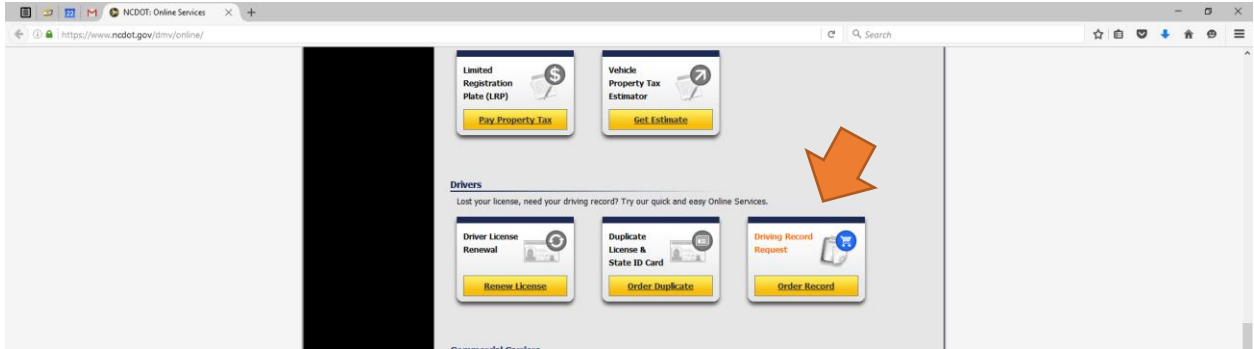 NCDOT: Online Services
https://www.ncdot.gov/dmv/online/
Search
Limited
Registration
Plate (LRP)
Pay Property Tax
Vehicle
Property Tax
Estimator
Get Estimate
Drivers
Lost your license, need your driving record? Try our quick and easy Online Services.
Driver License
Renewal
Renew License
Duplicate
License &
State ID Card
Order Duplicate
Driving Record
Request
Order Record